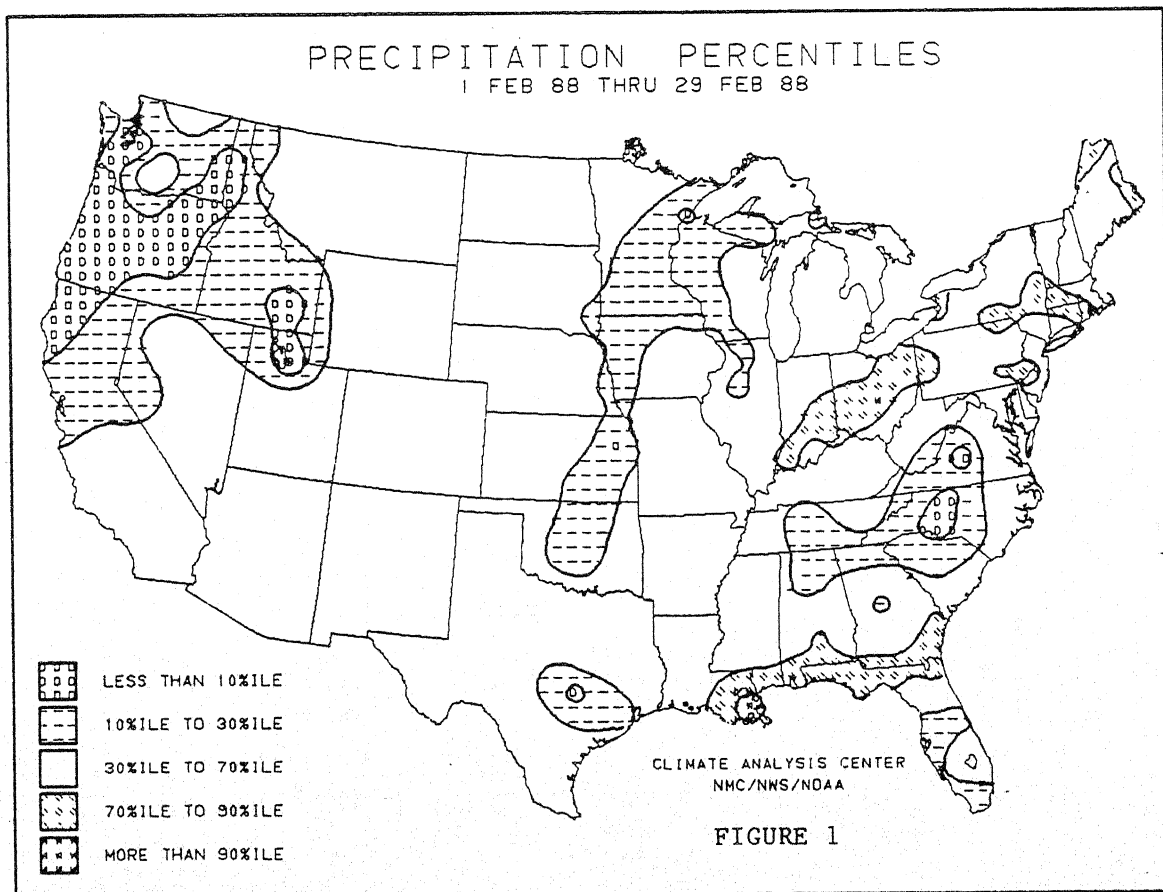 PRECIPITATION PERCENTILES
1 FEB 88 THRU 29 FEB 88
LESS THAN 10%ILE
10%ILE TO 30%ILE
30%ILE TO 70%ILE
70%ILE TO 90%ILE
MORE THAN 90%ILE
CLIMATE ANALYSIS CENTER
NMC/NWS/NOAA
FIGURE 1